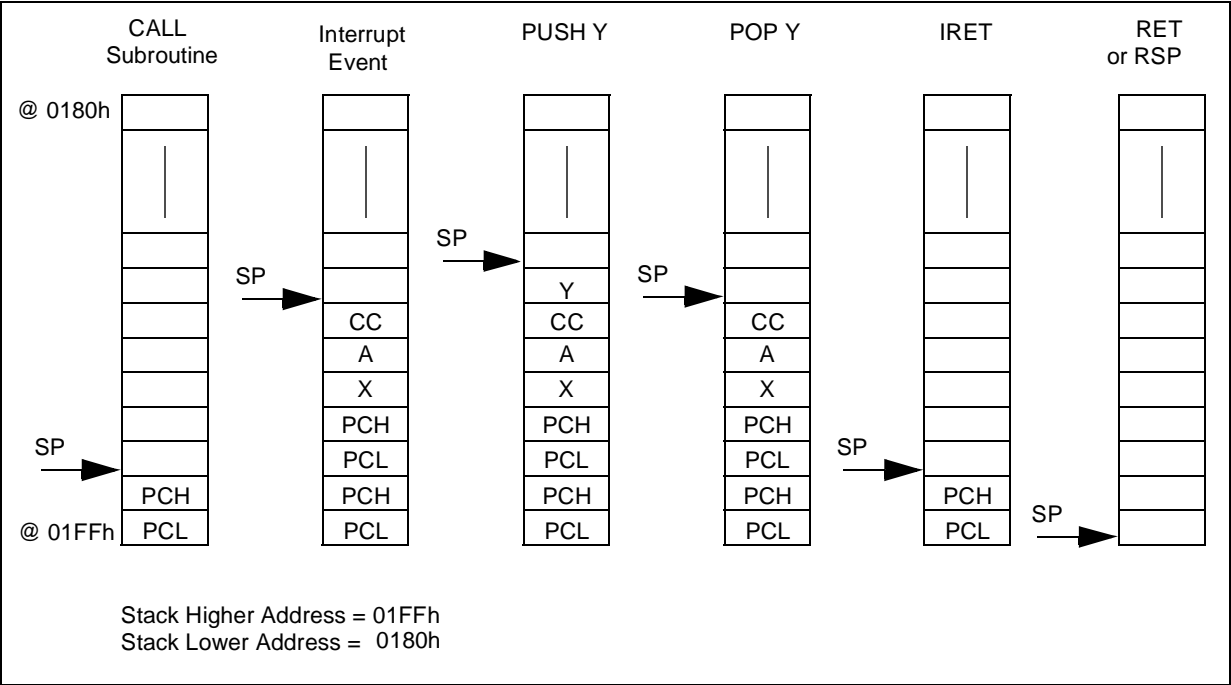 CALL
Subroutine
Interrupt
Event
PUSH Y
POP Y
IRET
RET
or RSP
@ 0180h
SP
SP
Y
SP
CC
CC
CC
A
A
A
X
X
X
PCH
PCH
PCH
SP
PCL
PCL
PCL
SP
PCH
PCH
PCH
PCH
PCH
@ 01FFh
PCL
PCL
PCL
PCL
PCL
SP
Stack Higher Address = 01FFh
Stack Lower Address = 0180h